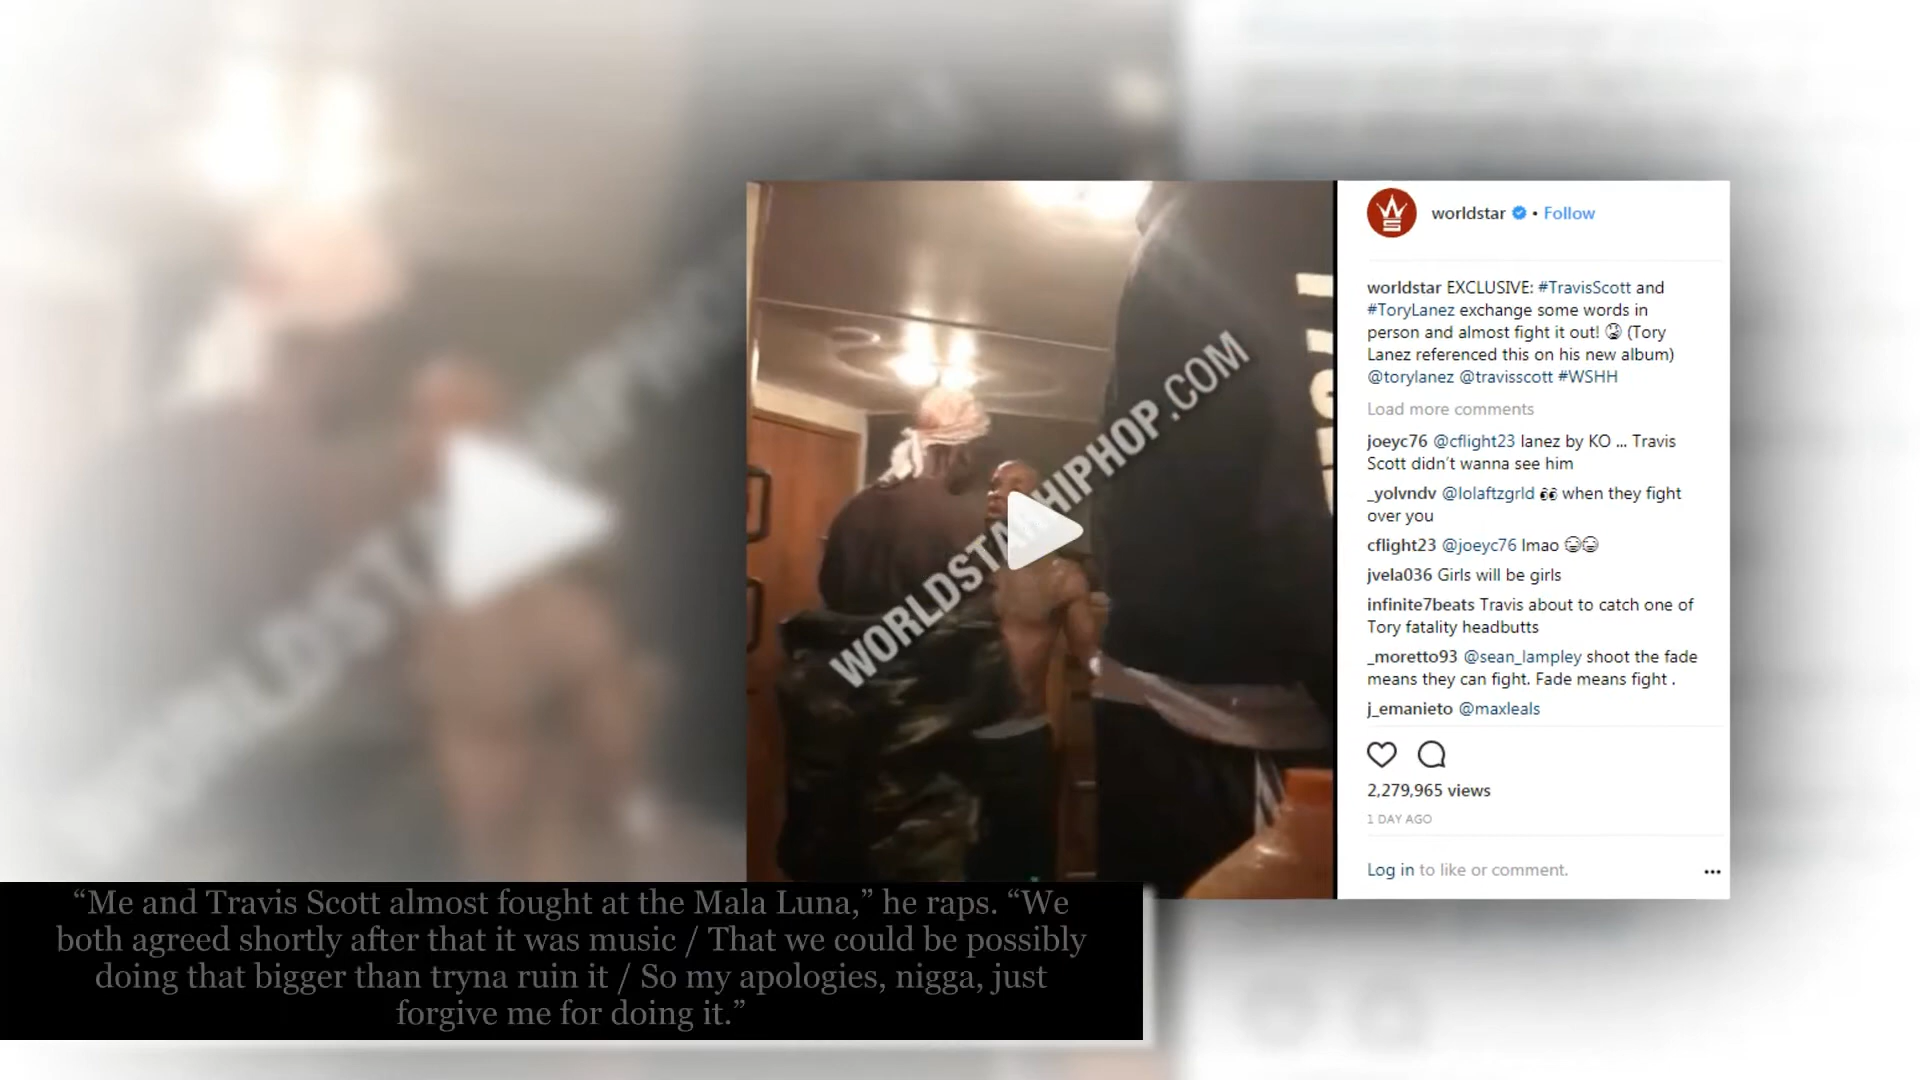 worldstar • Follow
worldstar EXCLUSIVE: #TravisScott and
#ToryLanez exchange some words in
person and almost fight it out! 😨 (Tory
Lanez referenced this on his new album)
@torylanez @travisscott #WSHH
Load more comments
joeyc76 @cflight23 lanez by KO ... Travis
Scott didn't wanna see him
_yolvndv @lolaftzgrld 👀 when they fight
over you
cflight23 @joeyc76 lmao 😂😂
jvela036 Girls will be girls
infinite7beats Travis about to catch one of
Tory fatality headbutts
_moretto93 @sean_lampley shoot the fade
means they can fight. Fade means fight .
j_emanieto @maxleals
2,279,965 views
1 DAY AGO
Log in to like or comment.
WORLDSTARHIPHOP.COM
“Me and Travis Scott almost fought at the Mala Luna,” he raps. “We
both agreed shortly after that it was music / That we could be possibly
doing that bigger than tryna ruin it / So my apologies, nigga, just
forgive me for doing it.”